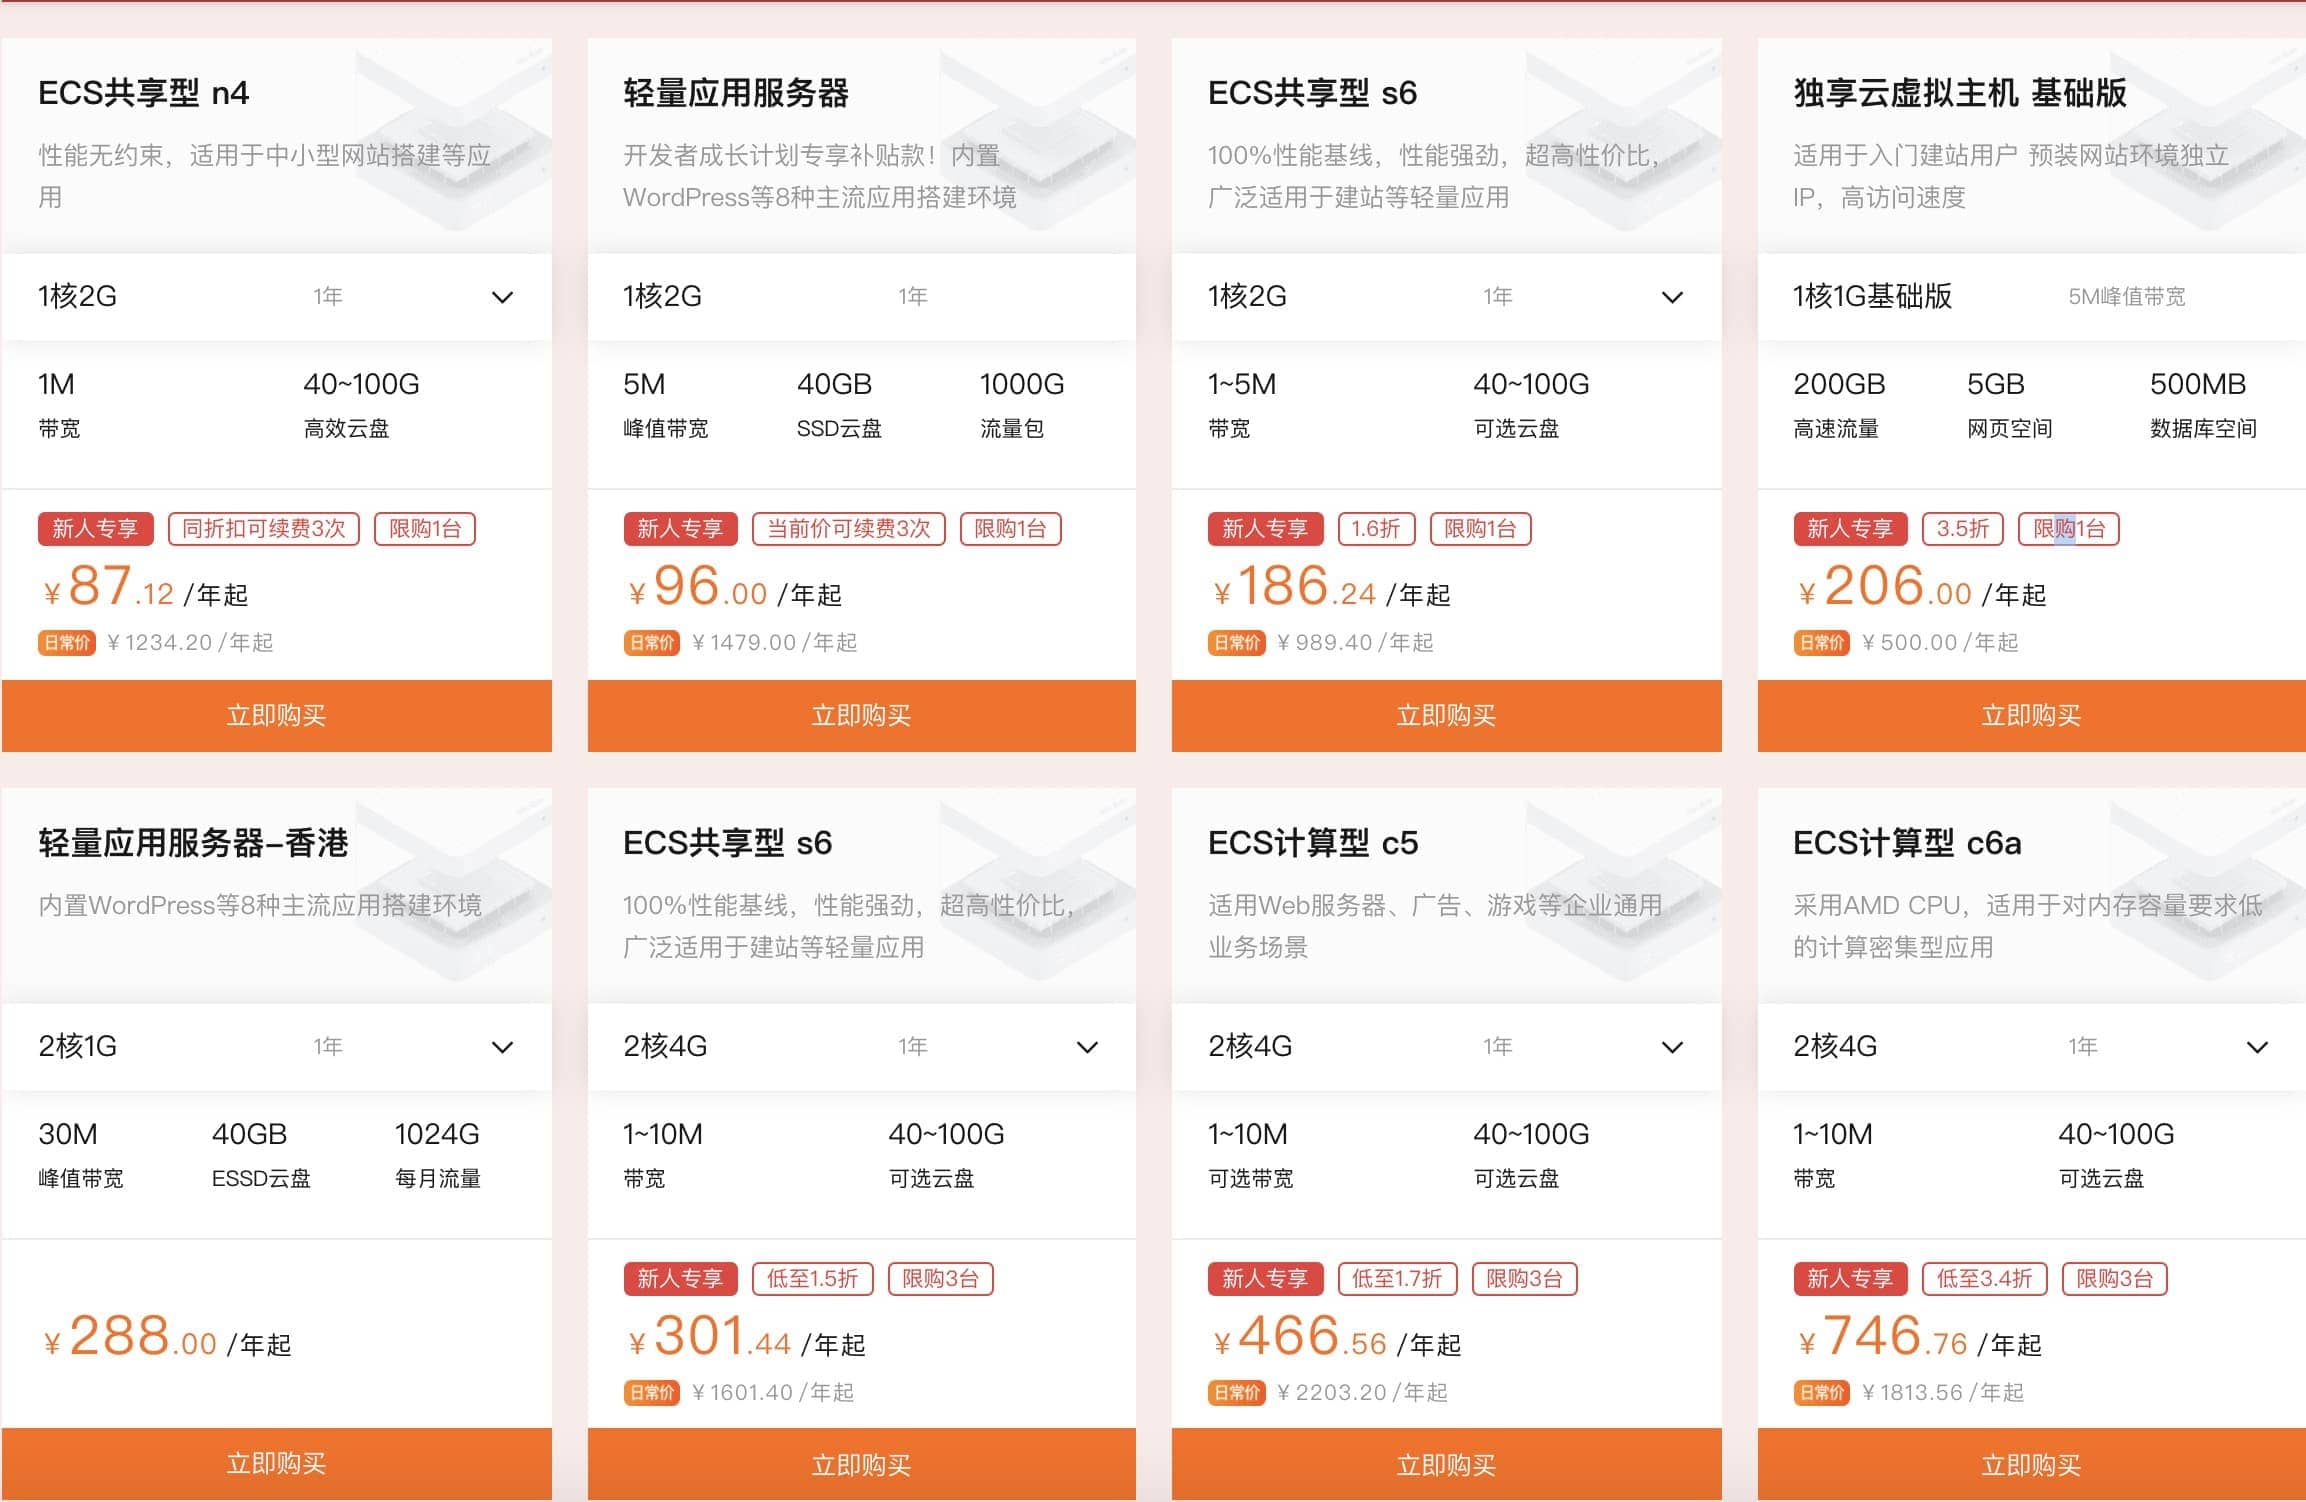 ECS共享型 n4
性能无约束，适用于中小型网站搭建等应
用
1核2G 1年
1M 40~100G
带宽 高效云盘
新人专享 同折扣可续费3次 限购1台
¥87.12 /年起
日常价 ¥1234.20/年起
立即购买
轻量应用服务器
开发者成长计划专享补贴款！内置
WordPress等8种主流应用搭建环境
1核2G 1年
5M 40GB 1000G
峰值带宽 SSD云盘 流量包
新人专享 当前价可续费3次 限购1台
¥96.00 /年起
日常价 ¥1479.00/年起
立即购买
ECS共享型 s6
100%性能基线，性能强劲，超高性价比，
广泛适用于建站等轻量应用
1核2G 1年
1~5M 40~100G
带宽 可选云盘
新人专享 1.6折 限购1台
¥186.24 /年起
日常价 ¥989.40/年起
立即购买
独享云虚拟主机 基础版
适用于入门建站用户 预装网站环境独立
IP，高访问速度
1核1G基础版 5M峰值带宽
200GB 5GB 500MB
高速流量 网页空间 数据库空间
新人专享 3.5折 限购1台
¥206.00 /年起
日常价 ¥500.00/年起
立即购买
轻量应用服务器-香港
内置WordPress等8种主流应用搭建环境
2核1G 1年
30M 40GB 1024G
峰值带宽 ESSD云盘 每月流量
¥288.00 /年起
立即购买
ECS共享型 s6
100%性能基线，性能强劲，超高性价比，
广泛适用于建站等轻量应用
2核4G 1年
1~10M 40~100G
带宽 可选云盘
新人专享 低至1.5折 限购3台
¥301.44 /年起
日常价 ¥1601.40/年起
立即购买
ECS计算型 c5
适用Web服务器、广告、游戏等企业通用
业务场景
2核4G 1年
1~10M 40~100G
可选带宽 可选云盘
新人专享 低至1.7折 限购3台
¥466.56 /年起
日常价 ¥2203.20/年起
立即购买
ECS计算型 c6a
采用AMD CPU，适用于对内存容量要求低
的计算密集型应用
2核4G 1年
1~10M 40~100G
带宽 可选云盘
新人专享 低至3.4折 限购3台
¥746.76 /年起
日常价 ¥1813.56/年起
立即购买